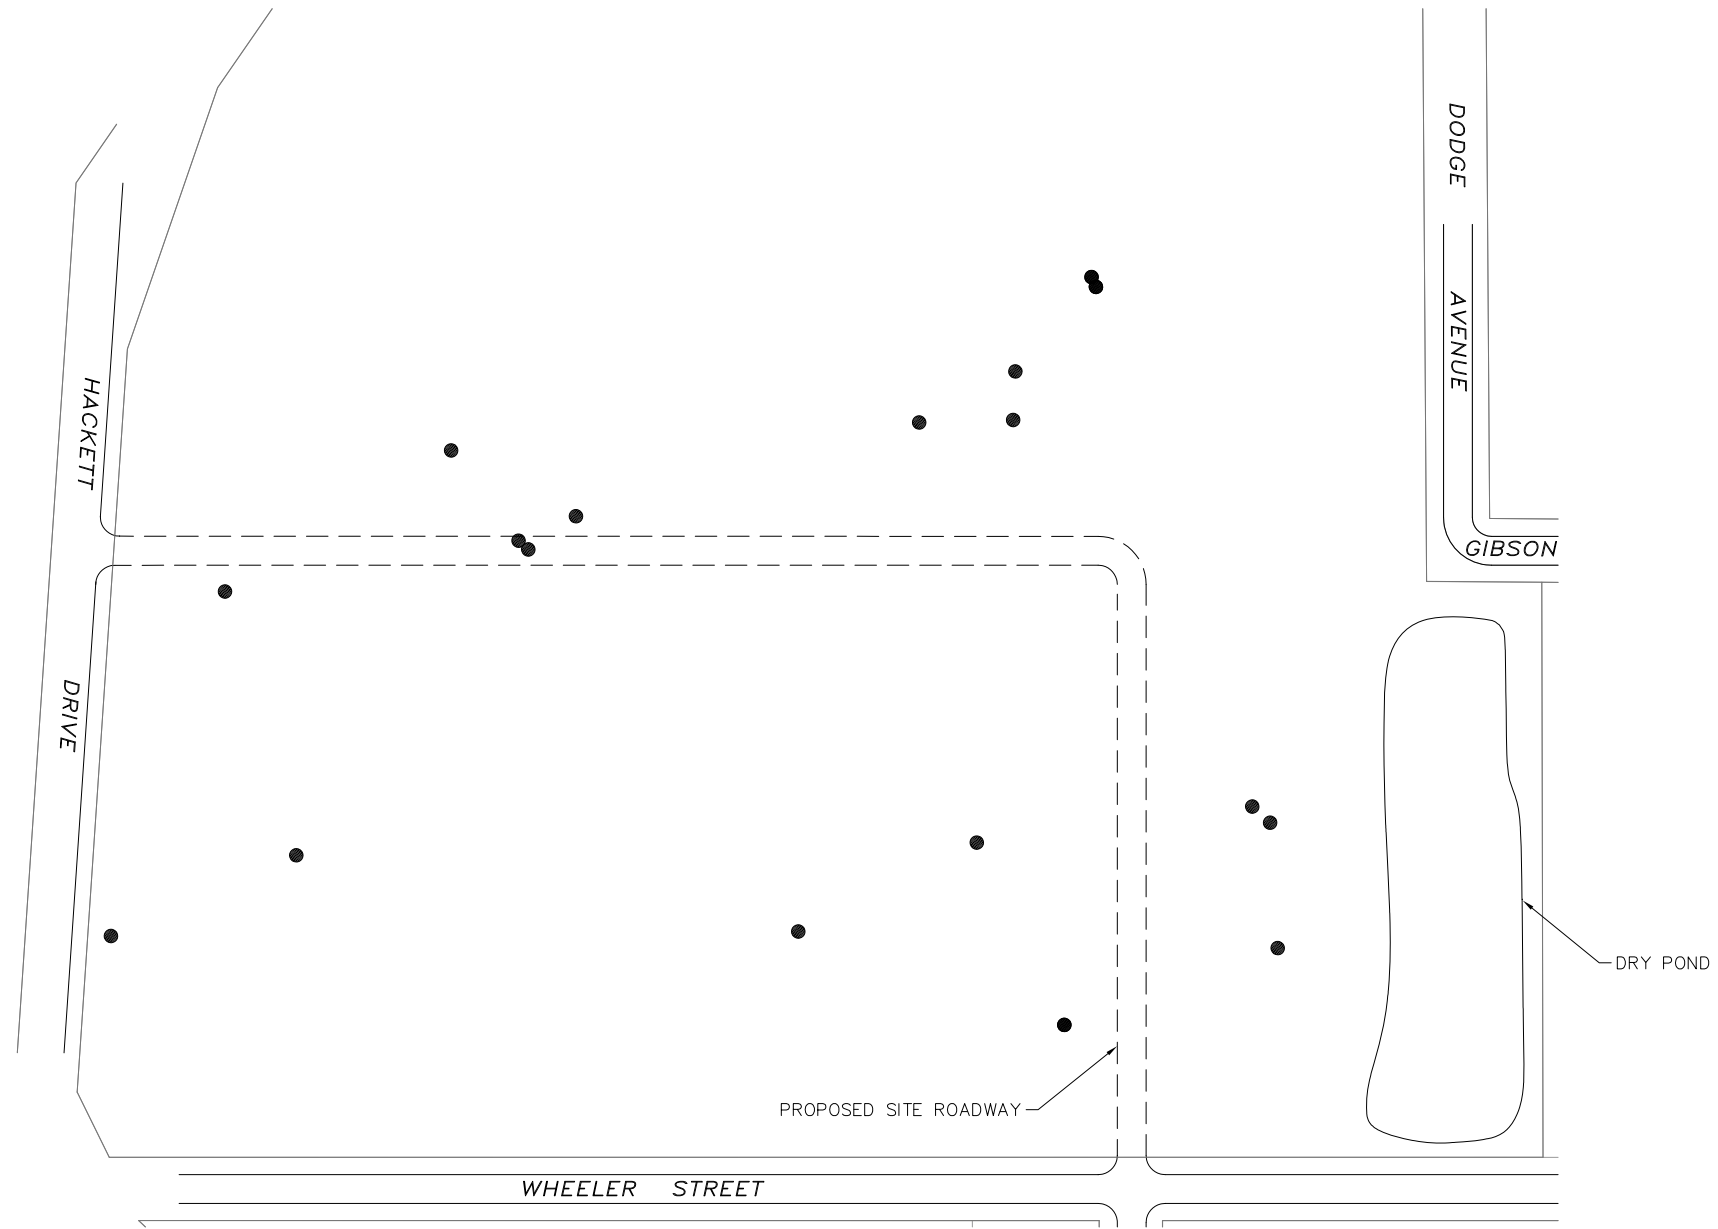 DODGE
AVENUE
HACKETT
GIBSON
DRIVE
DRY POND
PROPOSED SITE ROADWAY
WHEELER STREET